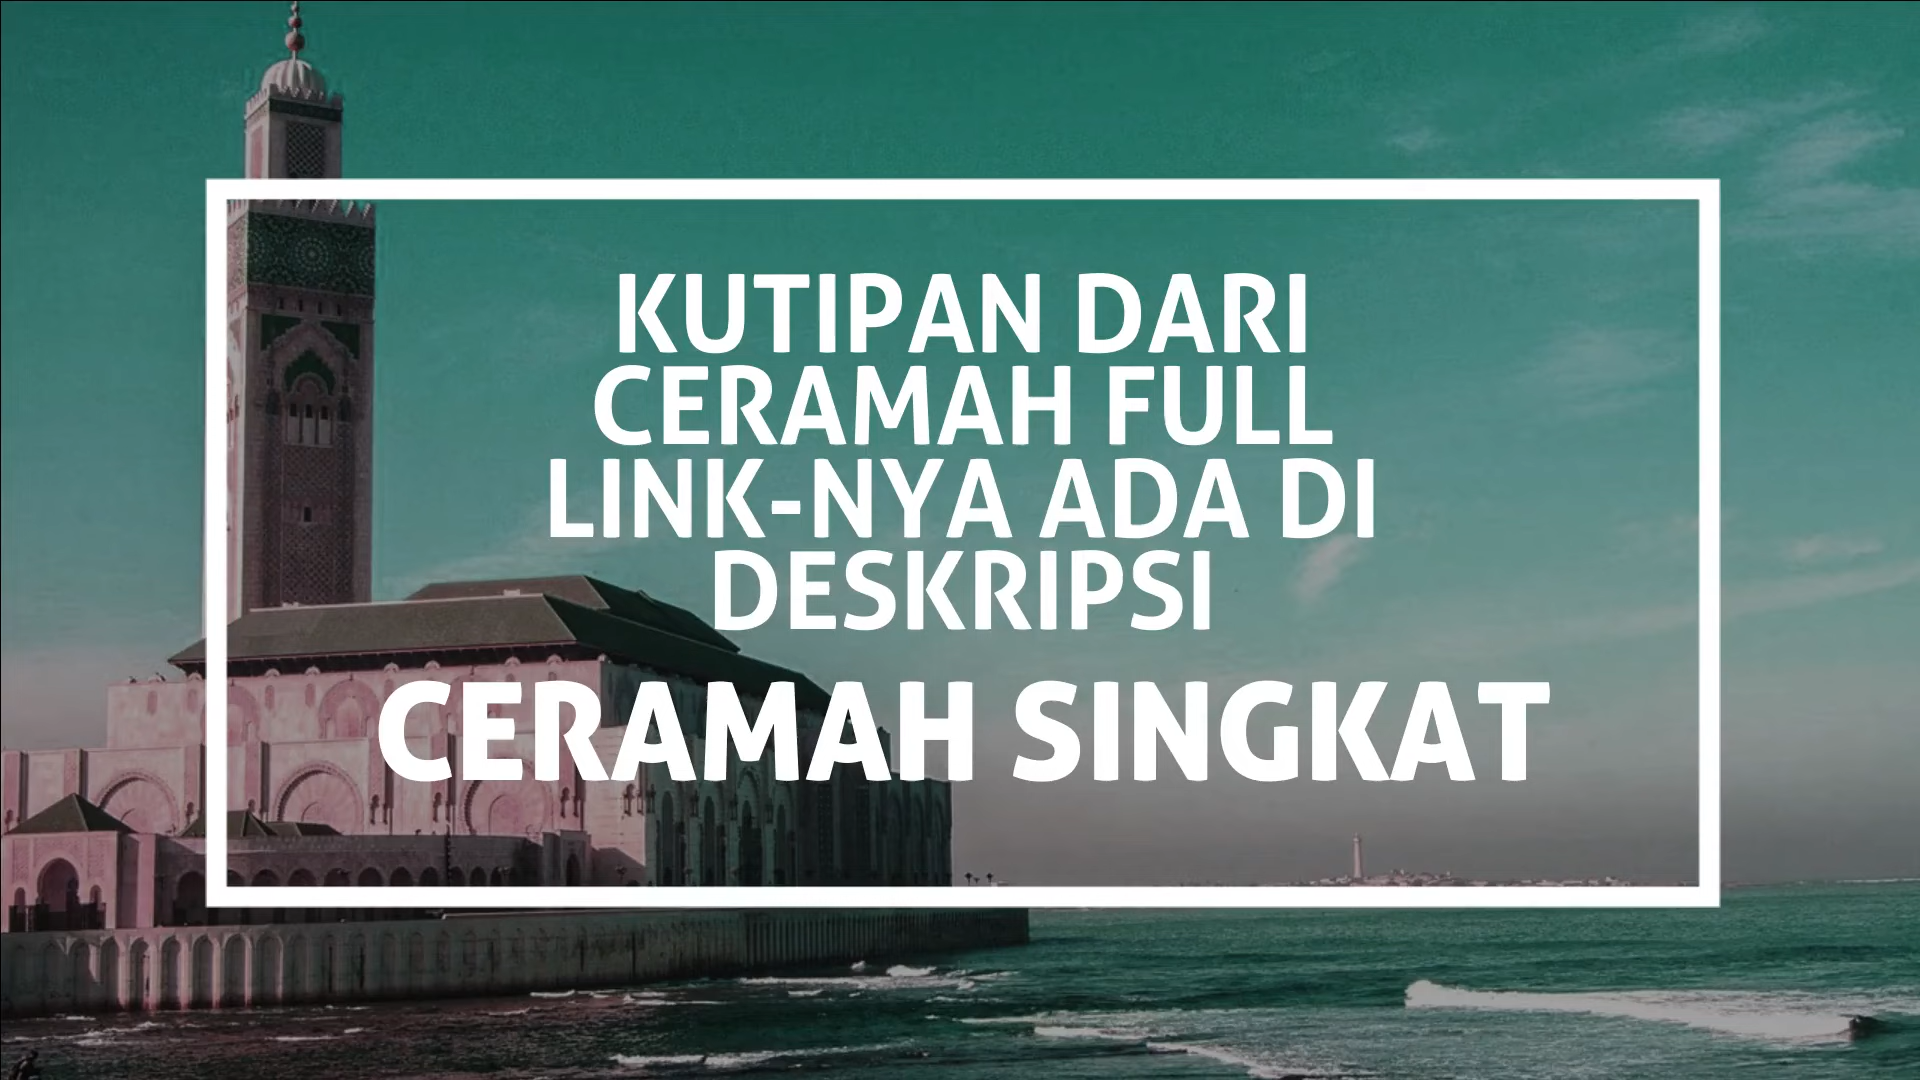 KUTIPAN DARI
CERAMAH FULL
LINK-NYA ADA DI
DESKRIPSI
CERAMAH SINGKAT